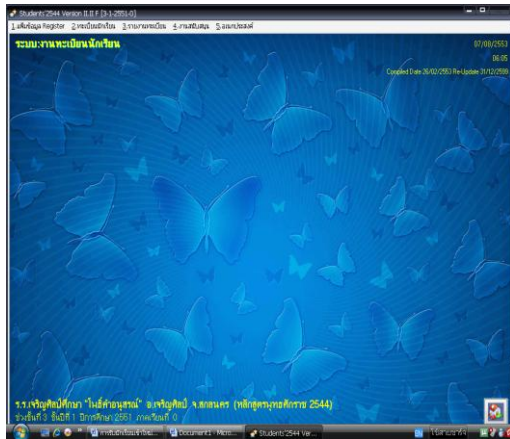 Students'2544 Version II.II F [3-1-2551-0]
1.แฟ้มข้อมูล Register 2.ทะเบียนนักเรียน 3.รายงานทะเบียน 4.งานสนับสนุน 5.อเนกประสงค์
ระบบ:งานทะเบียนนักเรียน
07/08/2553
06:05
Compiled Date 26/02/2553 Re-Update 31/12/2599
ร.ร.เจริญศิลป์ศึกษา "โพธิ์คำอนุสรณ์" อ.เจริญศิลป์ จ.สกลนคร (หลักสูตรพุทธศักราช 2544)
ช่วงชั้นที่ 3 ชั้นปีที่ 1 ปีการศึกษา 2551 ภาคเรียนที่ 0
Document1 - Micro... Students'2544 Ver...